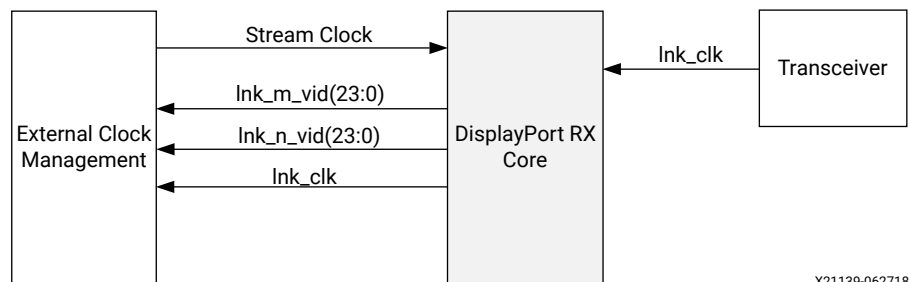 Stream Clock
lnk_clk
Transceiver
lnk_m_vid(23:0)
External Clock
Management
lnk_n_vid(23:0)
DisplayPort RX
Core
lnk_clk
X21139-062718